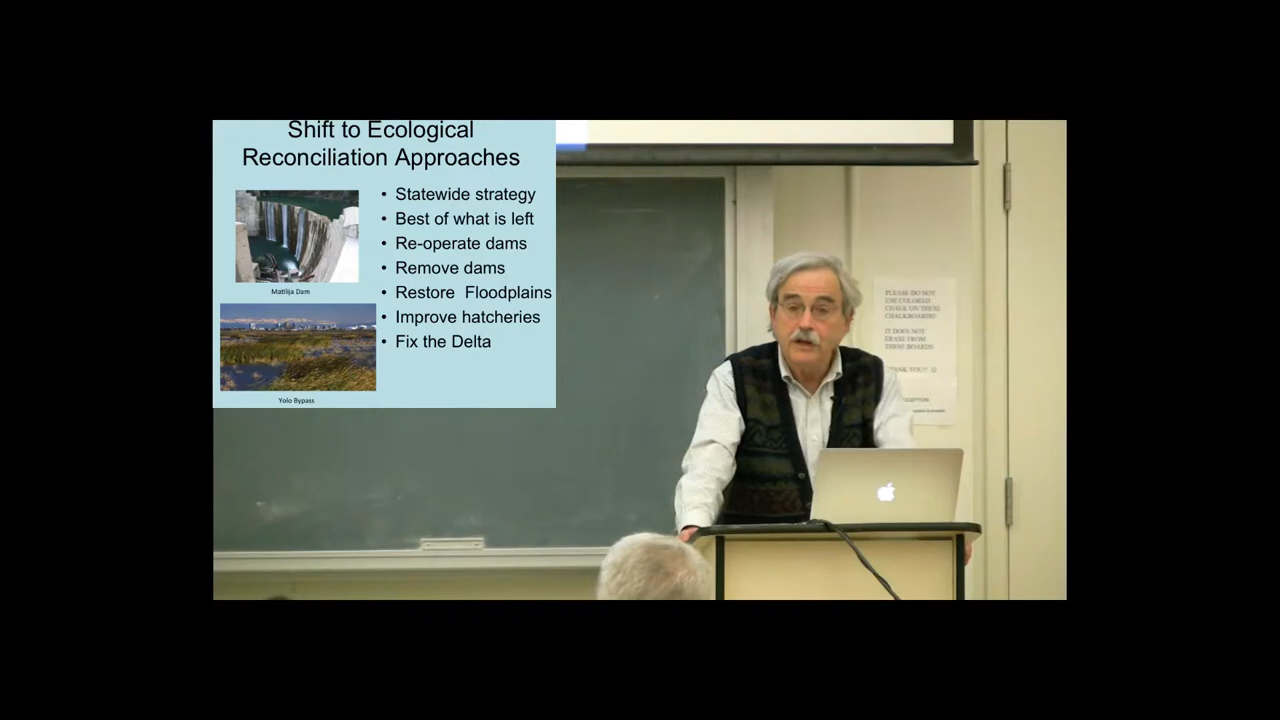 Shift to Ecological
Reconciliation Approaches
• Statewide strategy
• Best of what is left
• Re-operate dams
• Remove dams
• Restore Floodplains
• Improve hatcheries
• Fix the Delta
Matilija Dam
Yolo Bypass
PLEASE DO NOT
USE COLORED
CHALK ON THESE
CHALKBOARDS!
IT DOES NOT
ERASE FROM
THESE BOARDS.